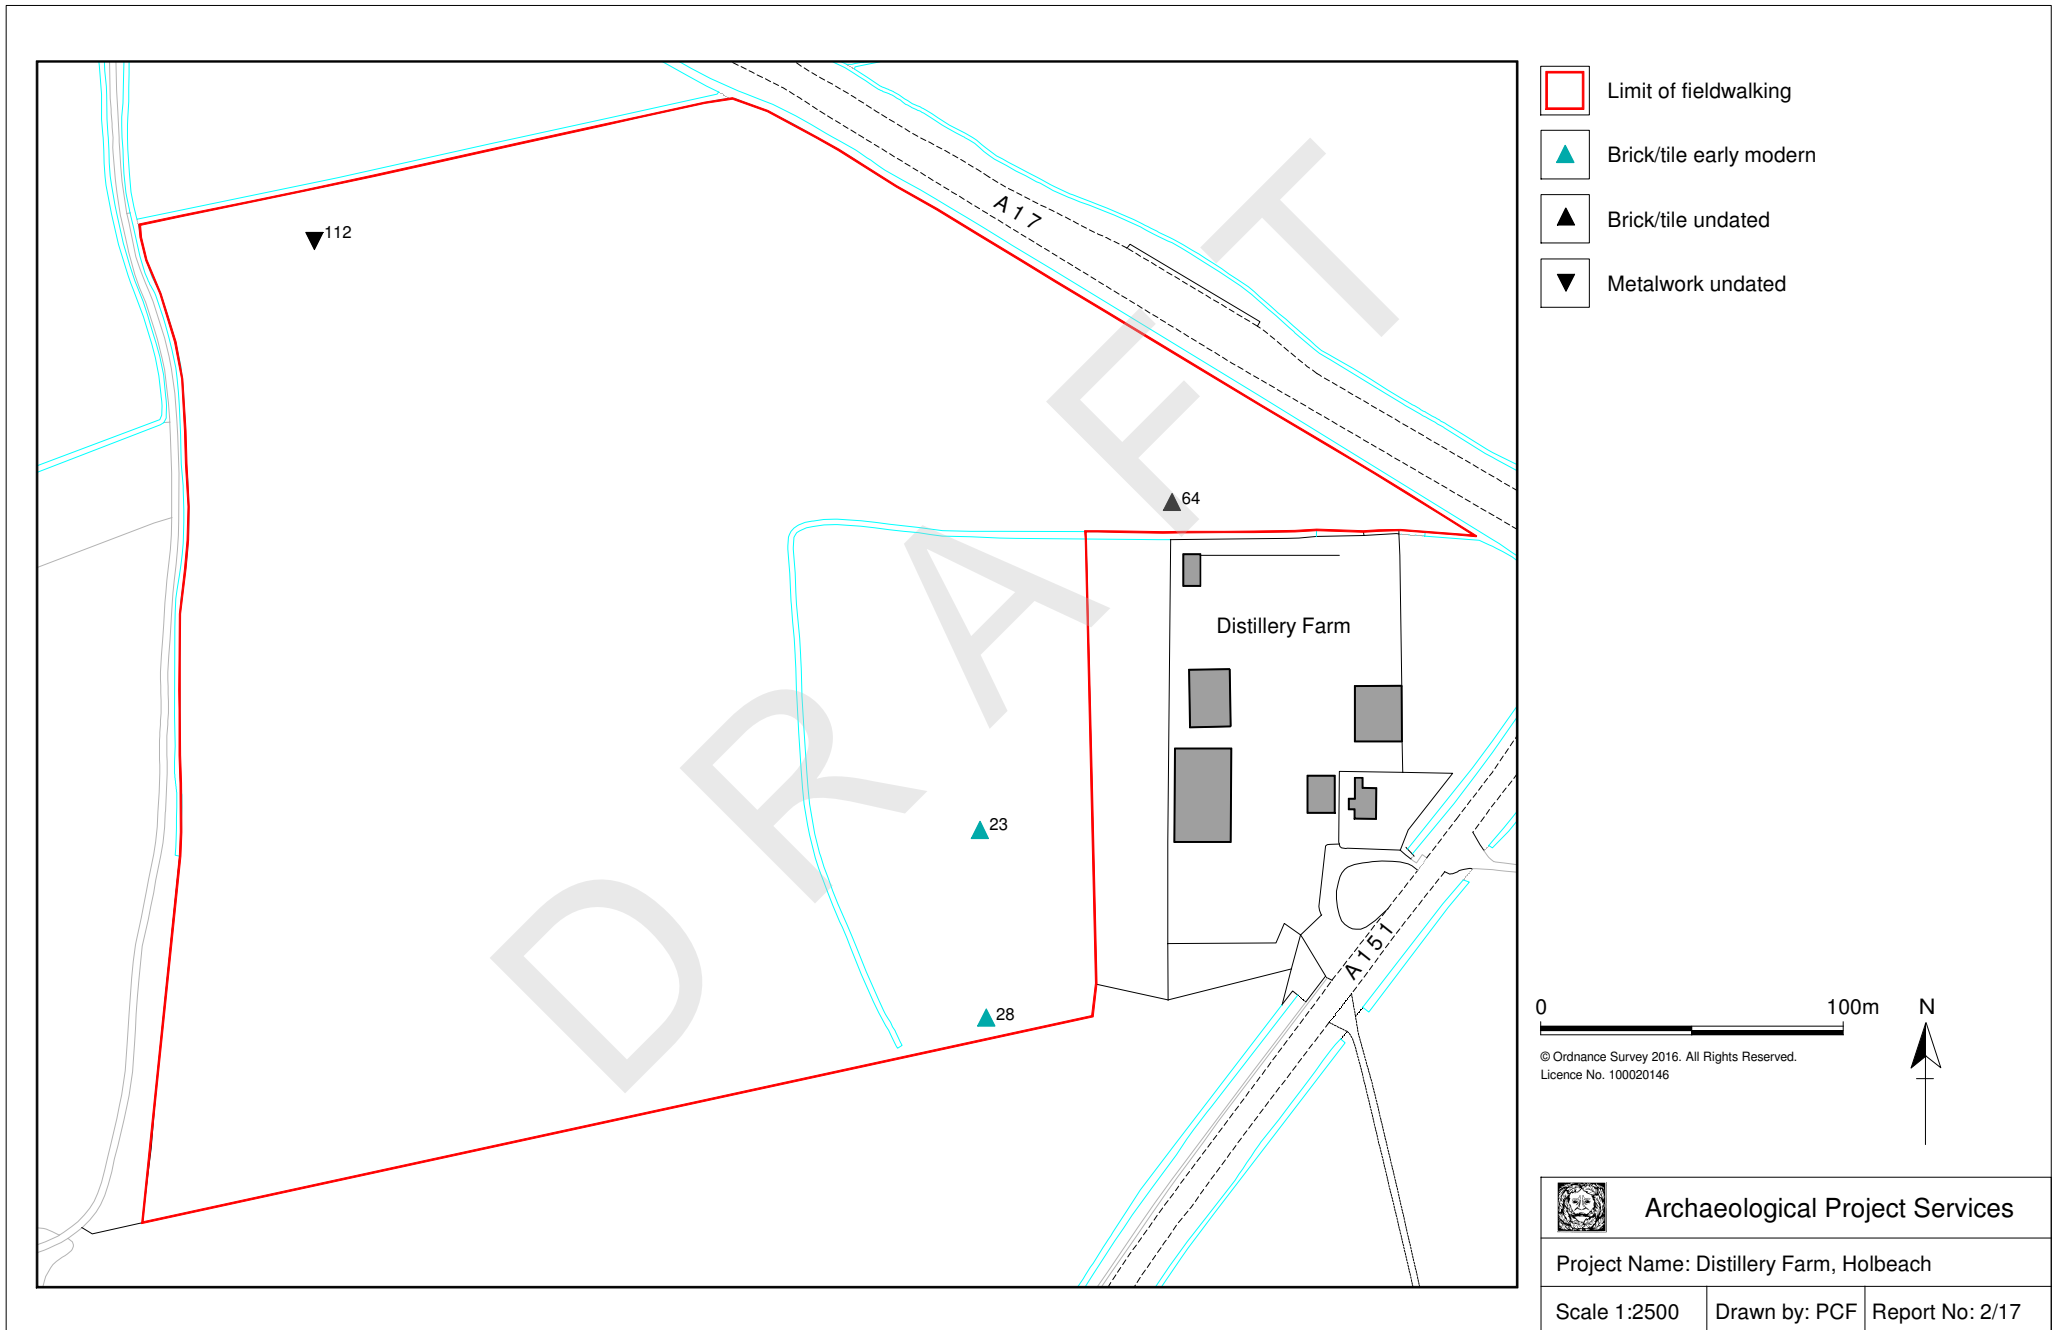 Limit of fieldwalking
Brick/tile early modern
Brick/tile undated
Metalwork undated
A17
112
64
Distillery Farm
23
28
A151
DRAFT
0 100m N
© Ordnance Survey 2016. All Rights Reserved.
Licence No. 100020146
Archaeological Project Services
Project Name: Distillery Farm, Holbeach
Scale 1:2500 Drawn by: PCF Report No: 2/17